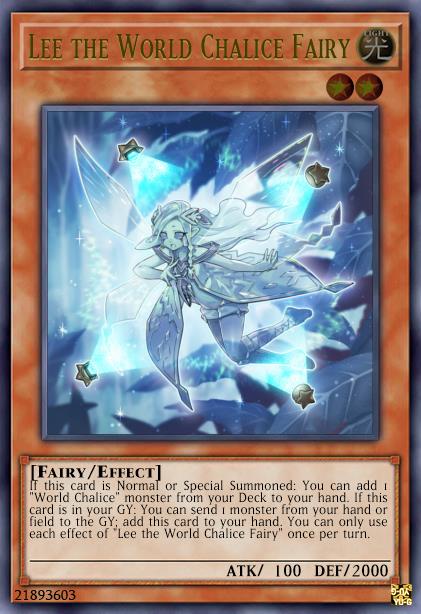 Lee the World Chalice Fairy
LIGHT
光
[Fairy/Effect]
If this card is Normal or Special Summoned: You can add 1
"World Chalice" monster from your Deck to your hand. If this
card is in your GY: You can send 1 monster from your hand or
field to the GY; add this card to your hand. You can only use
each effect of "Lee the World Chalice Fairy" once per turn.
ATK/ 100 DEF/2000
21893603